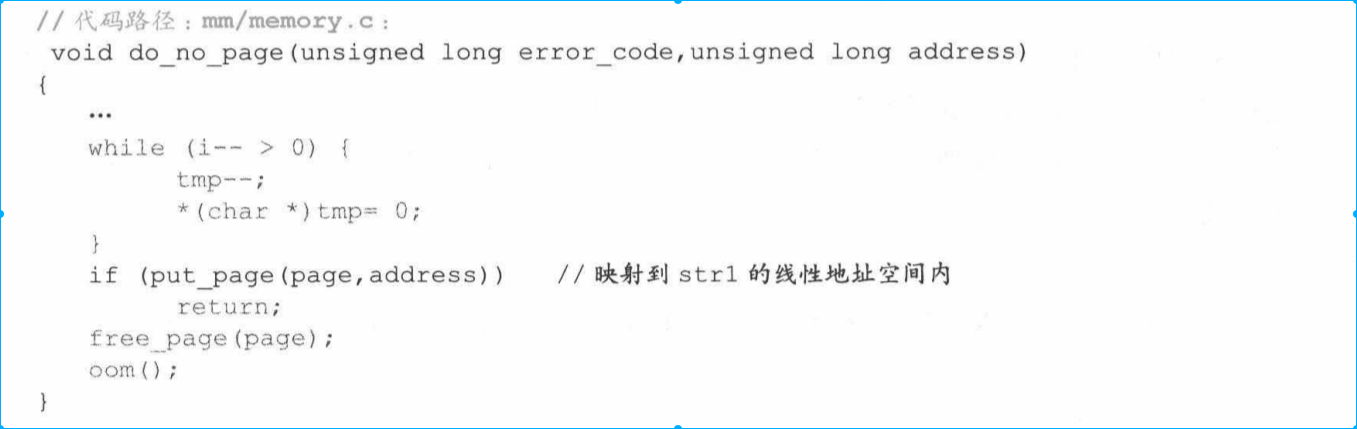 // 代码路径：mm/memory.c：
void do_no_page(unsigned long error_code,unsigned long address)
{
…
while (i-- > 0) {
tmp--;
*(char *)tmp= 0;
}
if (put_page(page,address)) // 映射到 str1 的线性地址空间内
return;
free_page(page);
oom();
}